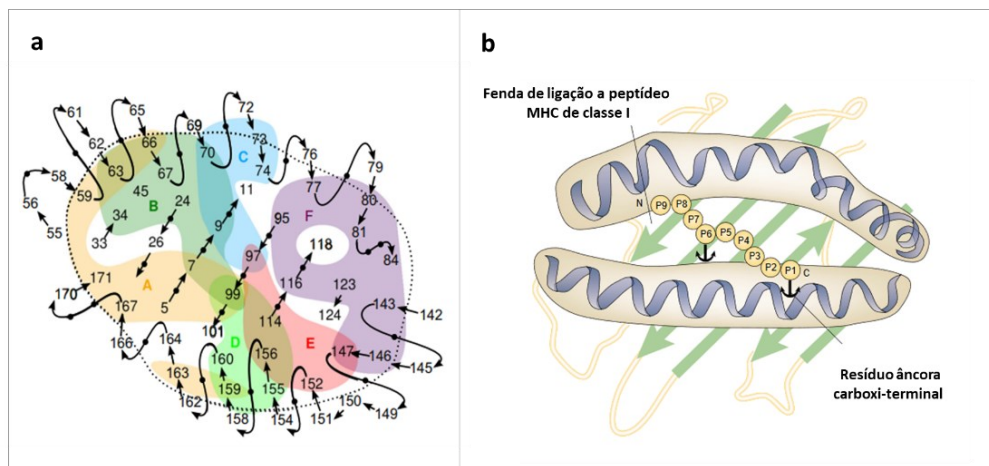 a
61
65
69
72
62
66
73
76
79
63
67
70
C
74
77
80
58
59
45
11
F
81
56
34
B
24
95
84
55
33
26
9
118
171
A
7
97
116
123
170
167
5
99
124
143
142
101
114
166
164
D
156
E
147
146
145
163
160
159
155
152
162
158
154
151
150
149
b
Fenda de ligação a peptídeo
MHC de classe I
N
P9
P8
P7
P6
P5
P4
P3
P2
P1
C
Resíduo âncora
carboxi-terminal